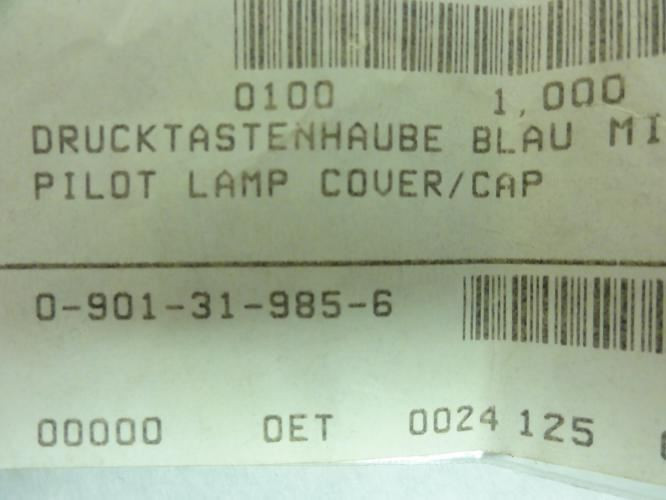 0100 1,000
DRUCKTASTENHAUBE BLAU MI
PILOT LAMP COVER/CAP
0-901-31-985-6
00000 OET 0024 125